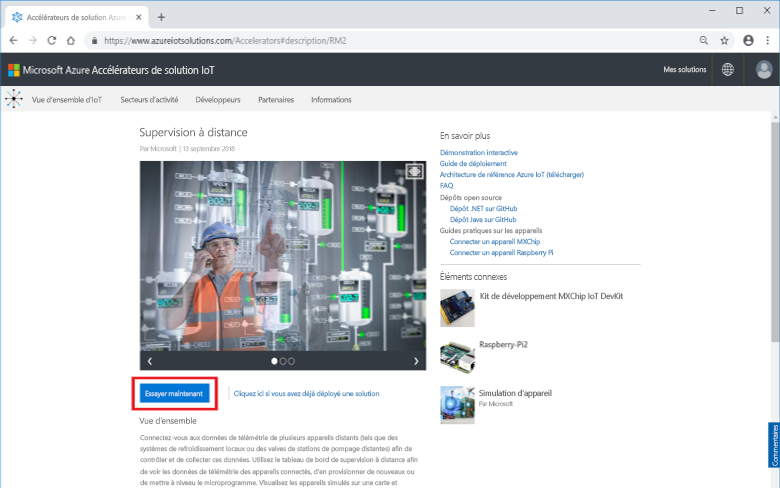 Accélérateurs de solution Azure
https://www.azureiotsolutions.com/Accelerators#description/RM2
Microsoft Azure Accélérateurs de solution IoT
Mes solutions
Vue d'ensemble d'IoT Secteurs d'activité Développeurs Partenaires Informations
Supervision à distance
Par Microsoft | 13 septembre 2018
Essayer maintenant
Cliquez ici si vous avez déjà déployé une solution
Vue d'ensemble
Connectez-vous aux données de télémétrie de plusieurs appareils distants (tels que des
systèmes de refroidissement locaux ou des valves de stations de pompage distantes) afin de
contrôler et de collecter ces données. Utilisez le tableau de bord de supervision à distance afin
de voir les données de télémétrie des appareils connectés, d'en provisionner de nouveaux ou
de mettre à niveau le microprogramme. Visualisez les appareils simulés sur une carte et
En savoir plus
Démonstration interactive
Guide de déploiement
Architecture de référence Azure IoT (télécharger)
FAQ
Dépôts open source
Dépôt .NET sur GitHub
Dépôt Java sur GitHub
Guides pratiques sur les appareils
Connecter un appareil MXChip
Connecter un appareil Raspberry Pi
Éléments connexes
Kit de développement MXChip IoT DevKit
Raspberry-Pi2
Simulation d'appareil
Par Microsoft
Commentaires